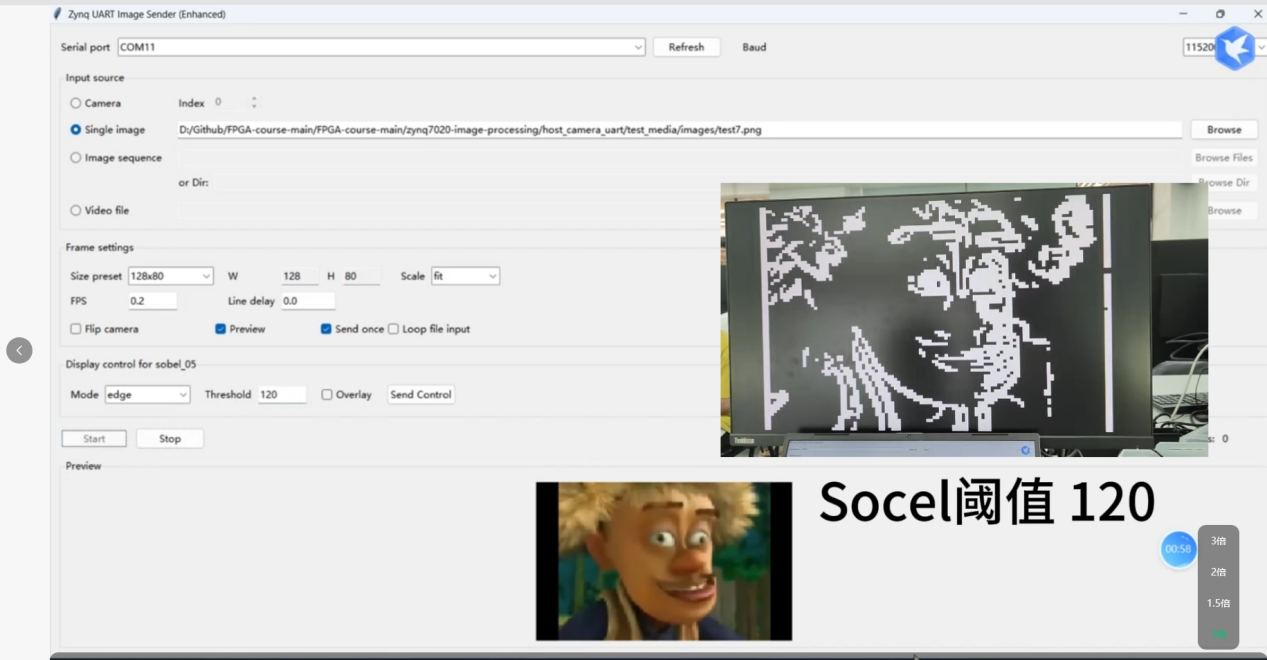 Zynq UART Image Sender (Enhanced)
Serial port COM11 Refresh Baud
Input source
Camera Index 0
Single image D:/Github/FPGA-course-main/FPGA-course-main/zynq7020-image-processing/host_camera_uart/test_media/images/test7.png Browse
Image sequence Browse Files
or Dir: Browse Dir
Video file Browse
Frame settings
Size preset 128x80 W 128 H 80 Scale fit
FPS 0.2 Line delay 0.0
Flip camera Preview Send once Loop file input
Display control for sobel_05
Mode edge Threshold 120 Overlay Send Control
Start Stop 0
Preview
Socel阈值 120
00:58
3倍
2倍
1.5倍